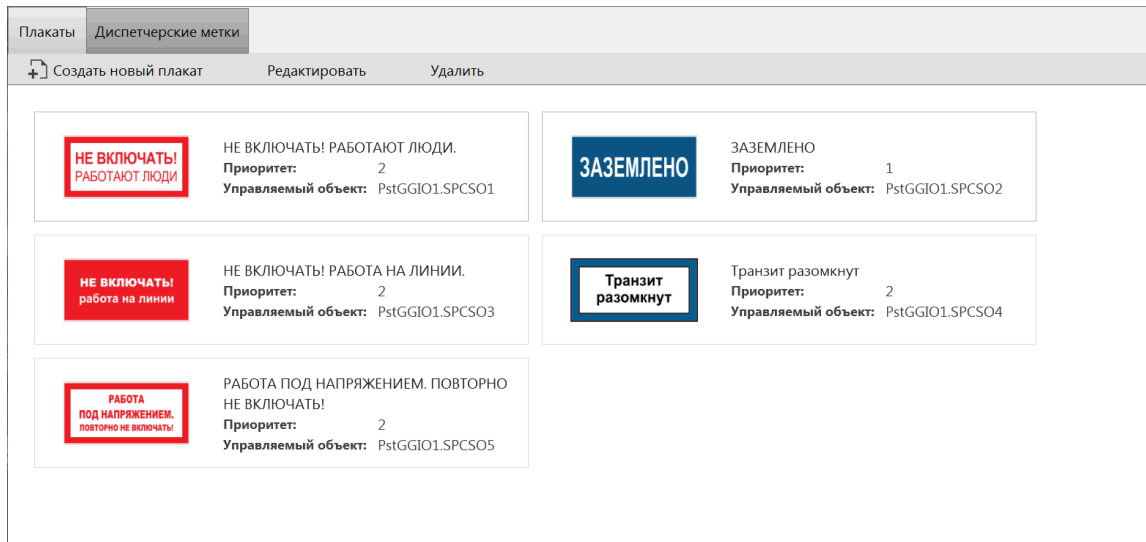 Плакаты Диспетчерские метки
Создать новый плакат Редактировать Удалить
НЕ ВКЛЮЧАТЬ!
РАБОТАЮТ ЛЮДИ
НЕ ВКЛЮЧАТЬ! РАБОТАЮТ ЛЮДИ.
Приоритет: 2
Управляемый объект: PstGGIO1.SPCSO1
ЗАЗЕМЛЕНО
ЗАЗЕМЛЕНО
Приоритет: 1
Управляемый объект: PstGGIO1.SPCSO2
НЕ ВКЛЮЧАТЬ!
работа на линии
НЕ ВКЛЮЧАТЬ! РАБОТА НА ЛИНИИ.
Приоритет: 2
Управляемый объект: PstGGIO1.SPCSO3
Транзит
разомкнут
Транзит разомкнут
Приоритет: 2
Управляемый объект: PstGGIO1.SPCSO4
РАБОТА
ПОД НАПРЯЖЕНИЕМ.
ПОВТОРНО НЕ ВКЛЮЧАТЬ!
РАБОТА ПОД НАПРЯЖЕНИЕМ. ПОВТОРНО
НЕ ВКЛЮЧАТЬ!
Приоритет: 2
Управляемый объект: PstGGIO1.SPCSO5